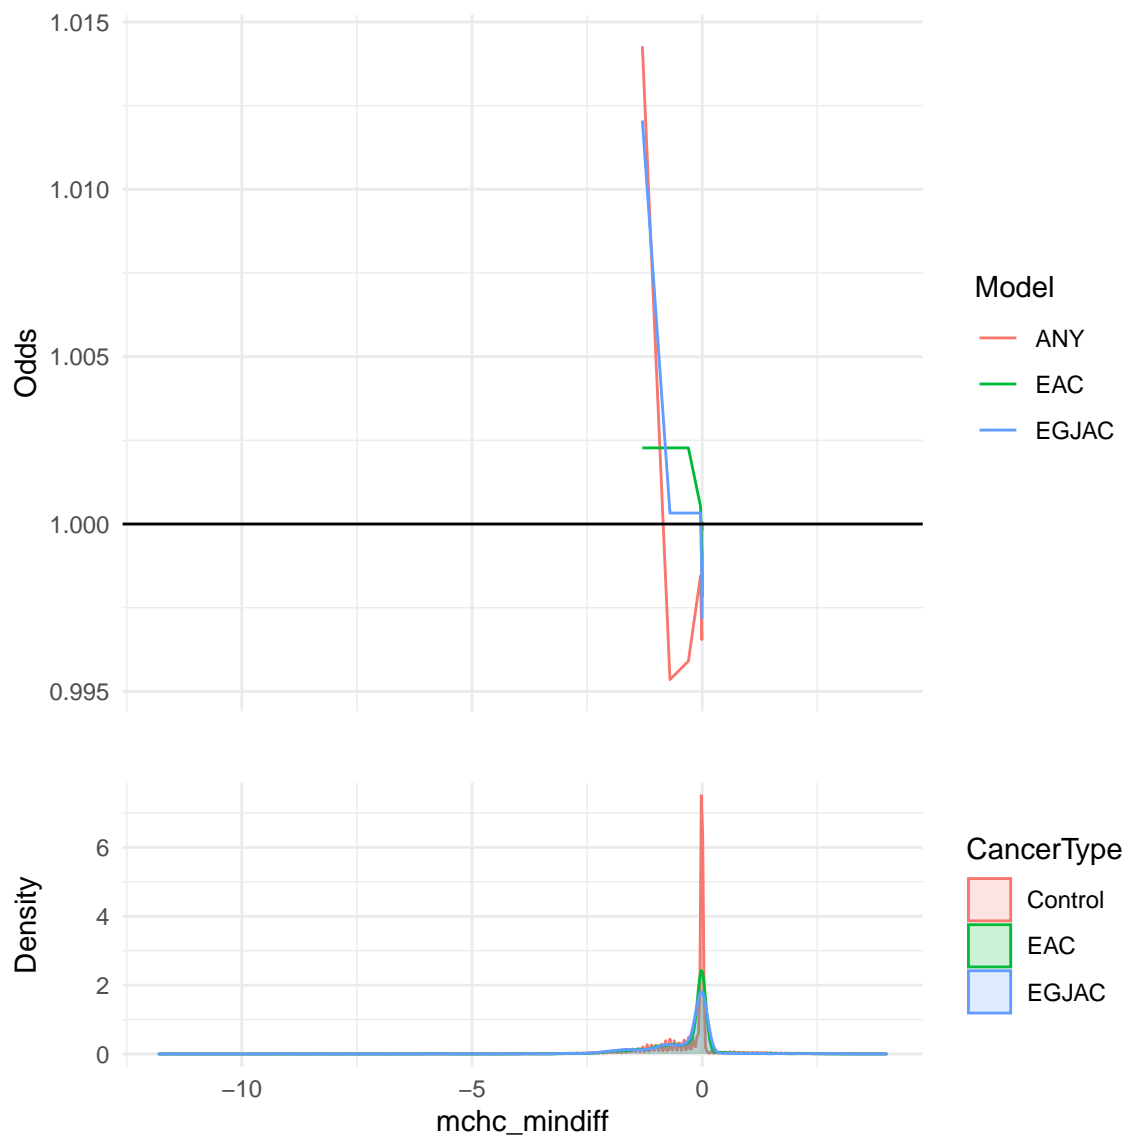 1.015
1.010
1.005
1.000
0.995
Odds
Model
ANY
EAC
EGJAC
6
4
2
0
Density
−10
−5
0
mchc_mindiff
CancerType
Control
EAC
EGJAC